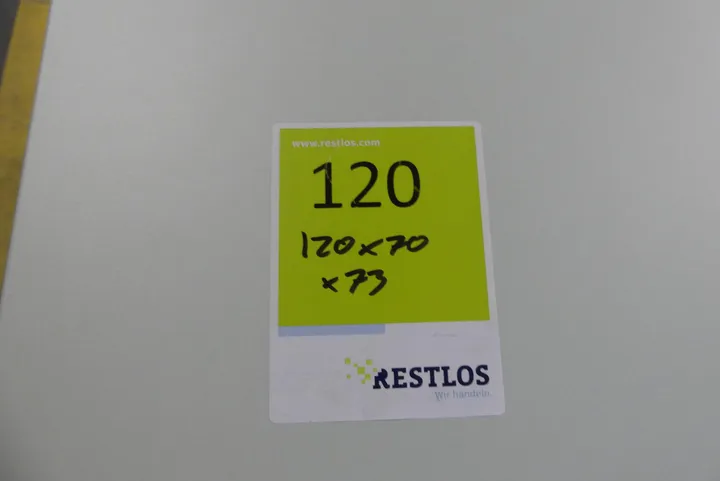 www.restlos.com
120
120x70
x73
RESTLOS
Wir handeln.